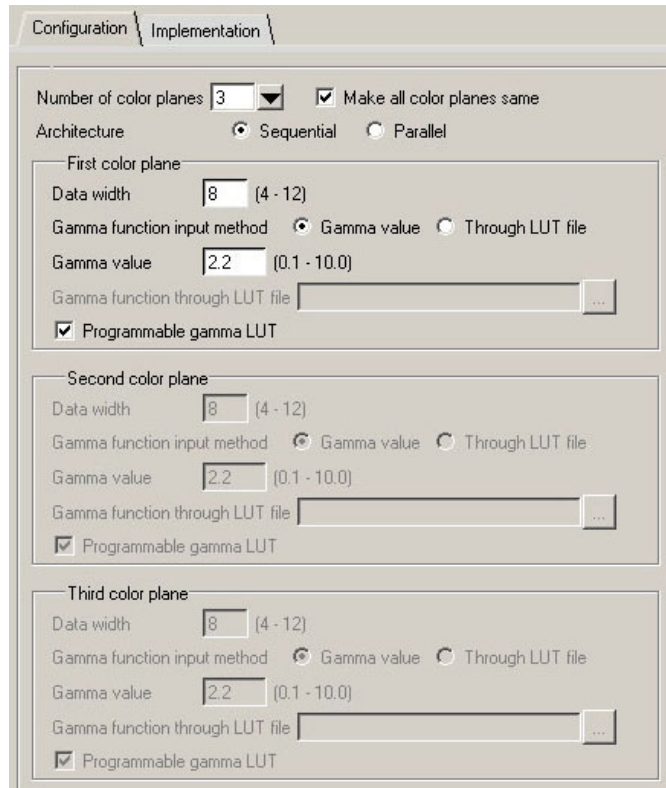 Configuration Implementation
Number of color planes 3 Make all color planes same
Architecture Sequential Parallel
First color plane
Data width 8 (4 - 12)
Gamma function input method Gamma value Through LUT file
Gamma value 2.2 (0.1 - 10.0)
Gamma function through LUT file ...
Programmable gamma LUT
Second color plane
Data width 8 (4 - 12)
Gamma function input method Gamma value Through LUT file
Gamma value 2.2 (0.1 - 10.0)
Gamma function through LUT file ...
Programmable gamma LUT
Third color plane
Data width 8 (4 - 12)
Gamma function input method Gamma value Through LUT file
Gamma value 2.2 (0.1 - 10.0)
Gamma function through LUT file ...
Programmable gamma LUT